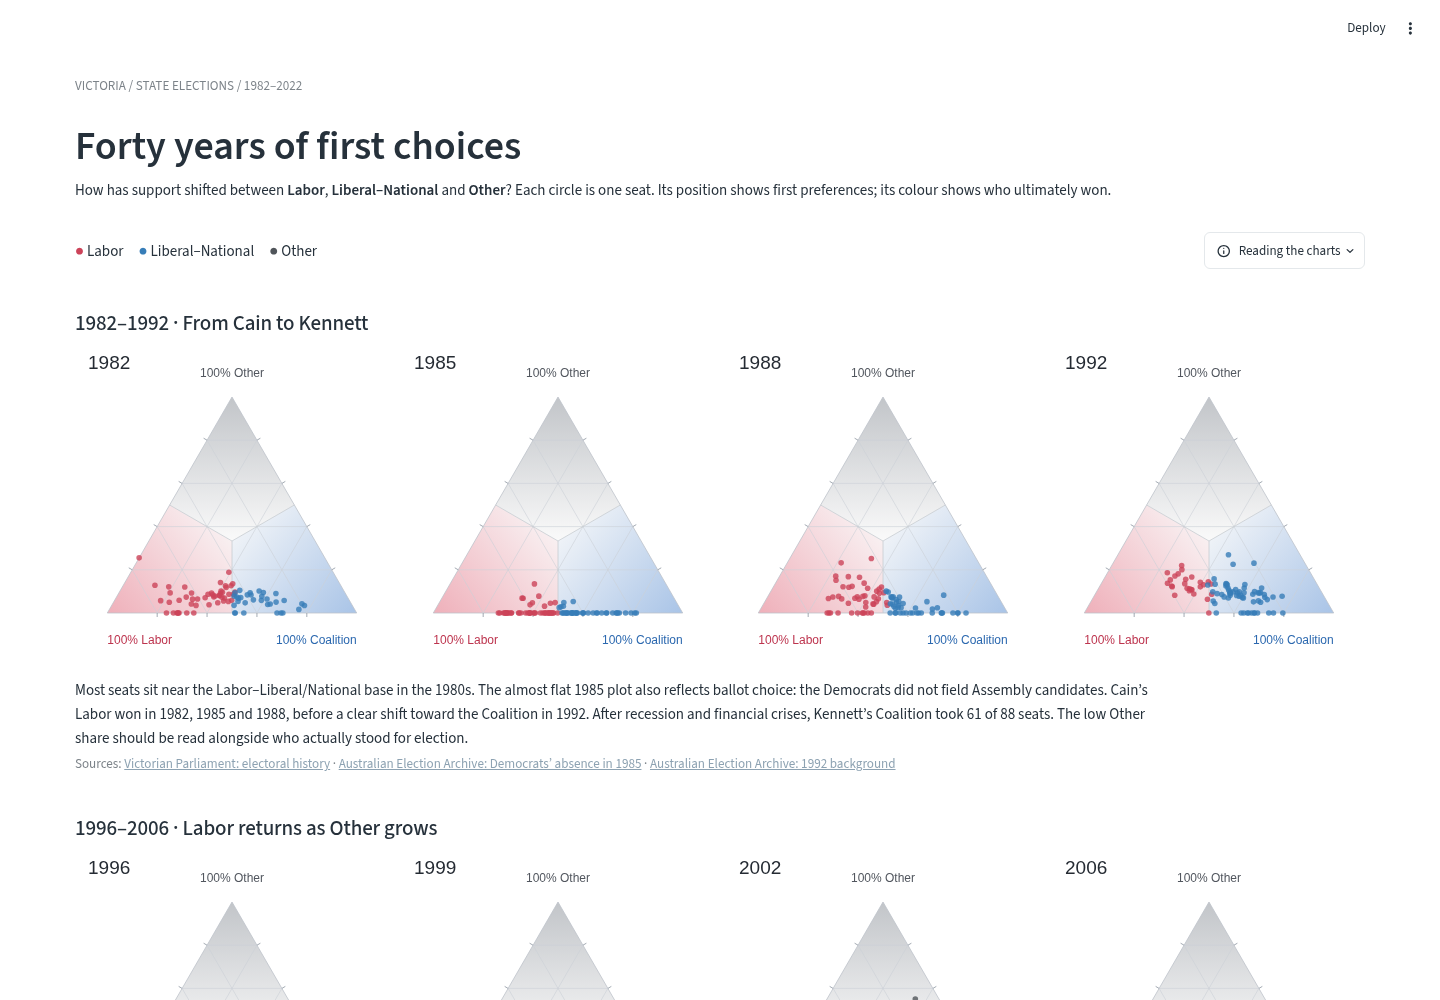 Deploy
VICTORIA / STATE ELECTIONS / 1982–2022
Forty years of first choices
How has support shifted between Labor, Liberal–National and Other? Each circle is one seat. Its position shows first preferences; its colour shows who ultimately won.
Labor
Liberal–National
Other
Reading the charts
1982–1992 · From Cain to Kennett
1982
100% Other
100% Labor
100% Coalition
1985
100% Other
100% Labor
100% Coalition
1988
100% Other
100% Labor
100% Coalition
1992
100% Other
100% Labor
100% Coalition
Most seats sit near the Labor–Liberal/National base in the 1980s. The almost flat 1985 plot also reflects ballot choice: the Democrats did not field Assembly candidates. Cain’s
Labor won in 1982, 1985 and 1988, before a clear shift toward the Coalition in 1992. After recession and financial crises, Kennett’s Coalition took 61 of 88 seats. The low Other
share should be read alongside who actually stood for election.
Sources: Victorian Parliament: electoral history · Australian Election Archive: Democrats’ absence in 1985 · Australian Election Archive: 1992 background
1996–2006 · Labor returns as Other grows
1996
100% Other
1999
100% Other
2002
100% Other
2006
100% Other